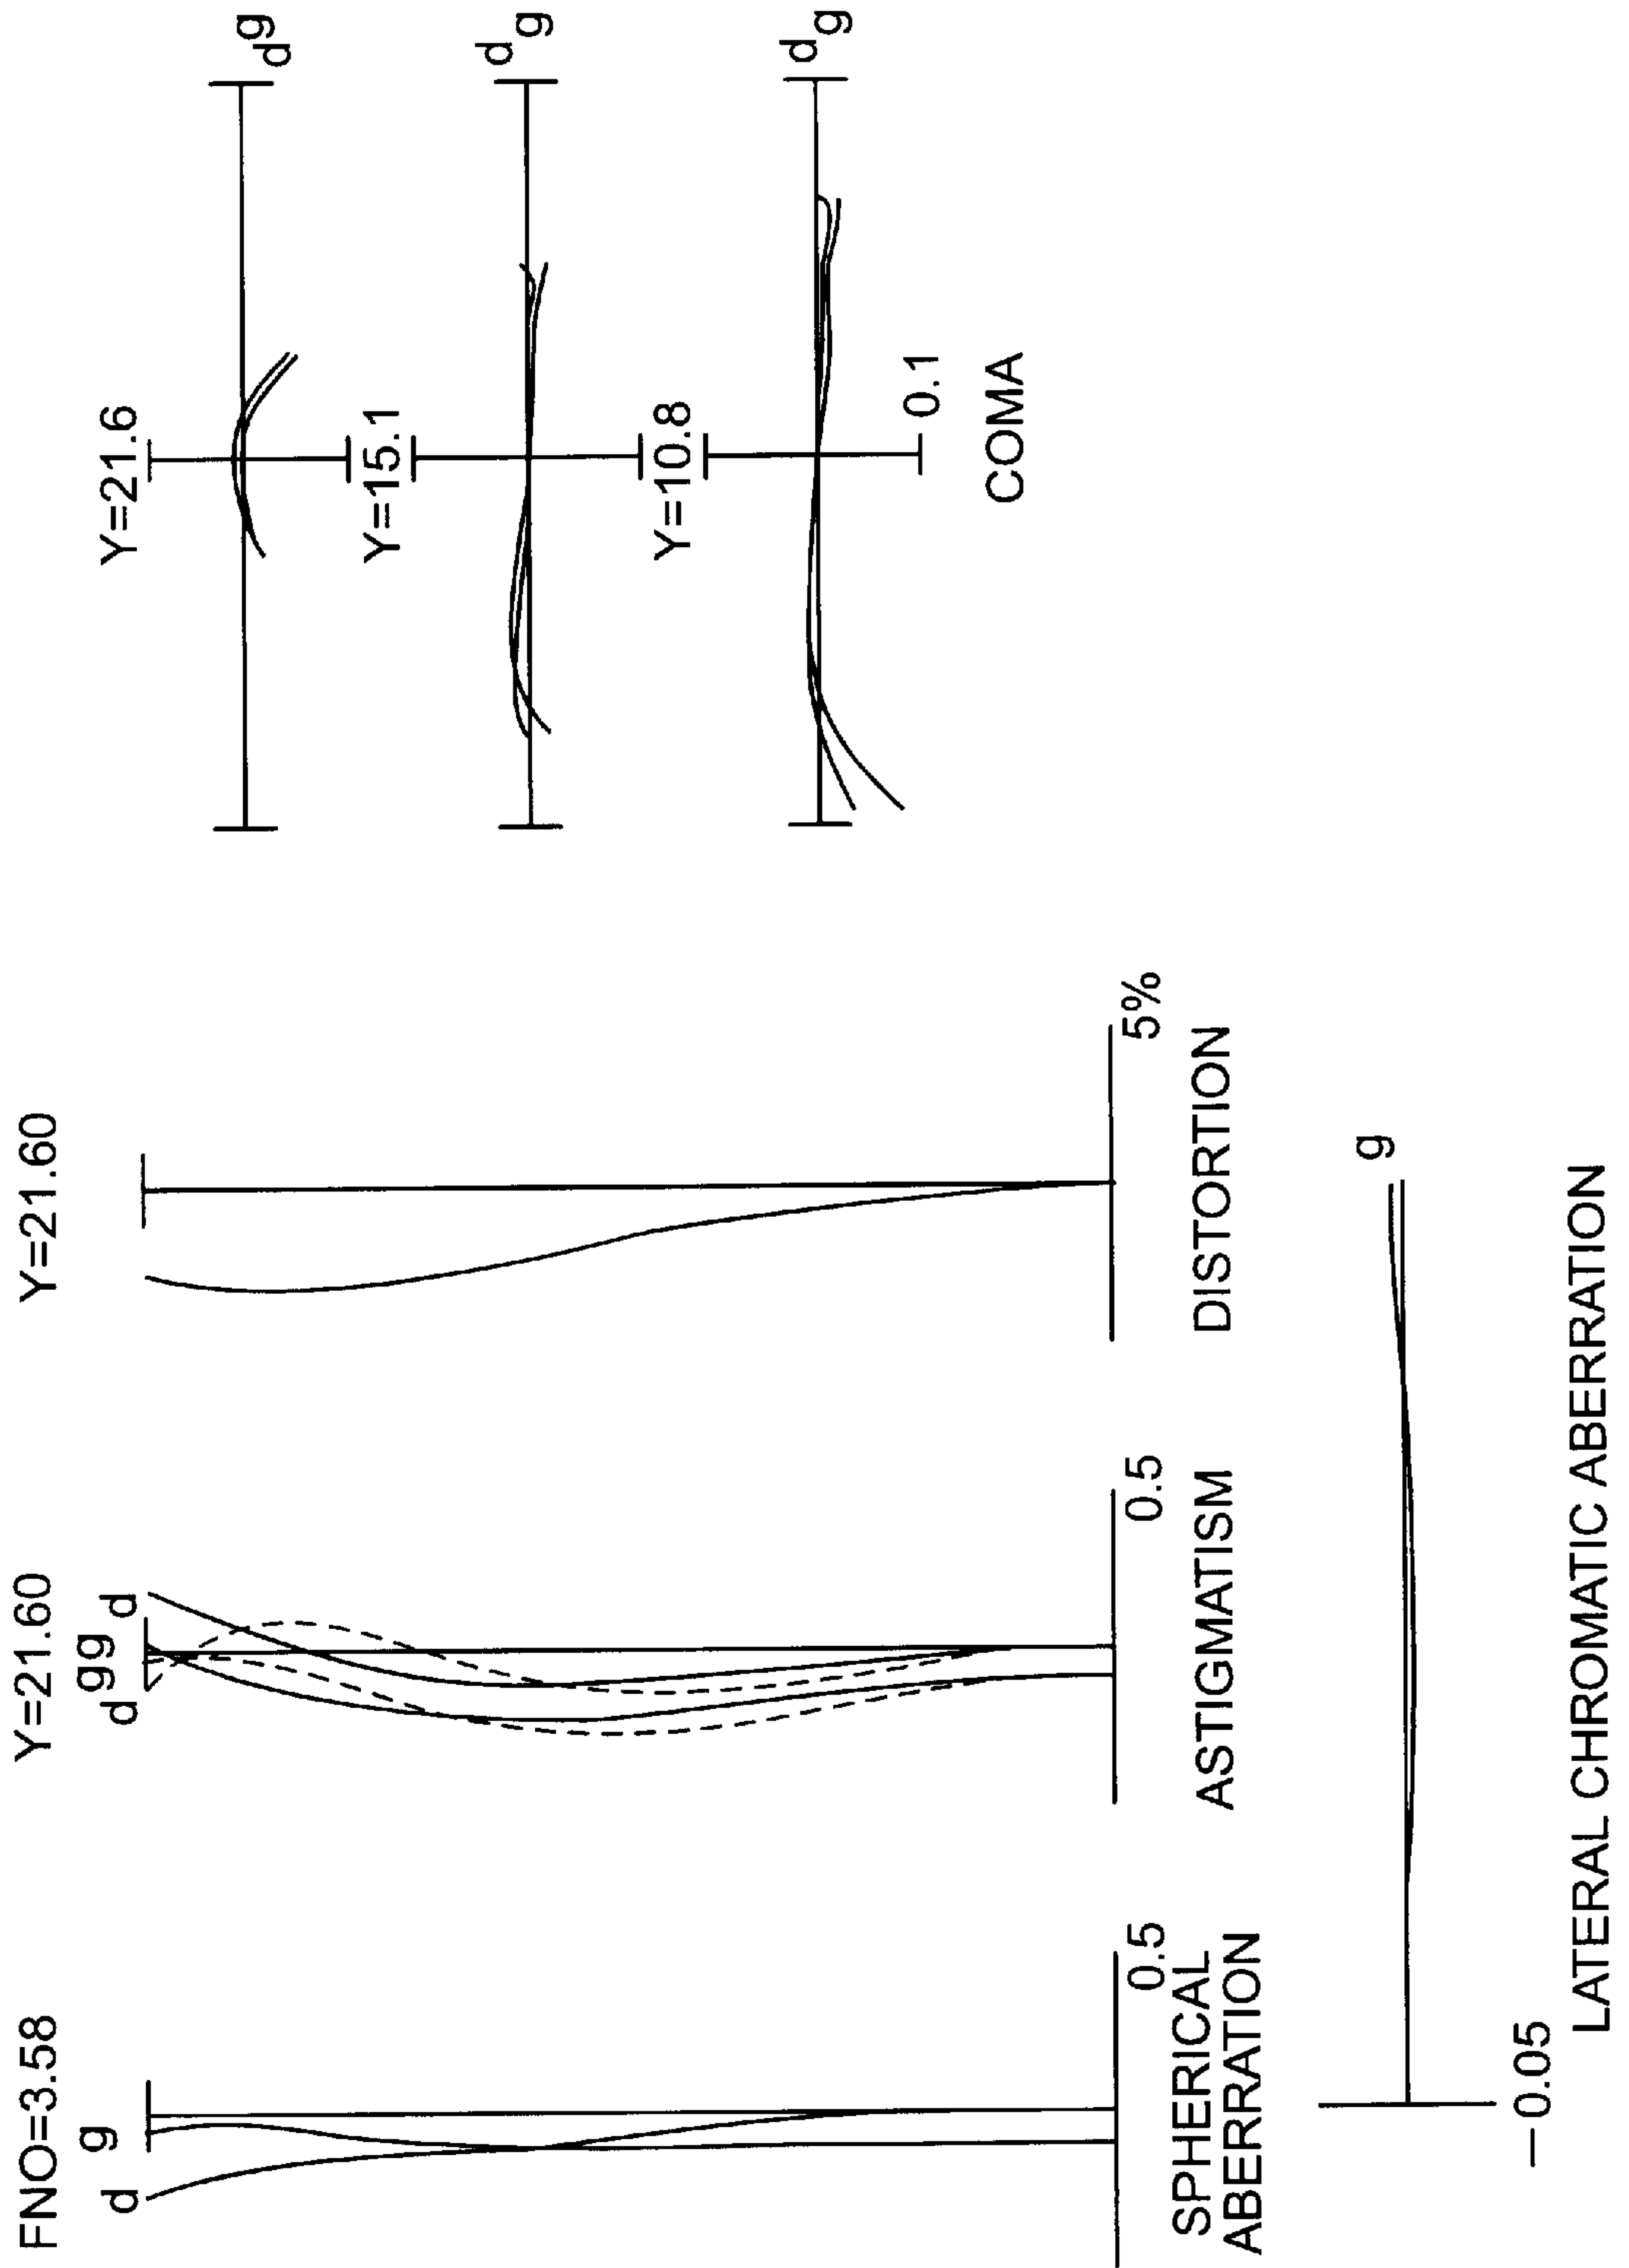 FNO=3.58
g
d
0.5
SPHERICAL
ABERRATION
Y=21.60
d
g
g
d
0.5
ASTIGMATISM
Y=21.60
5%
DISTORTION
Y=21.6
d
g
Y=15.1
d
g
Y=10.8
d
g
0.1
COMA
g
−0.05
LATERAL CHROMATIC ABERRATION